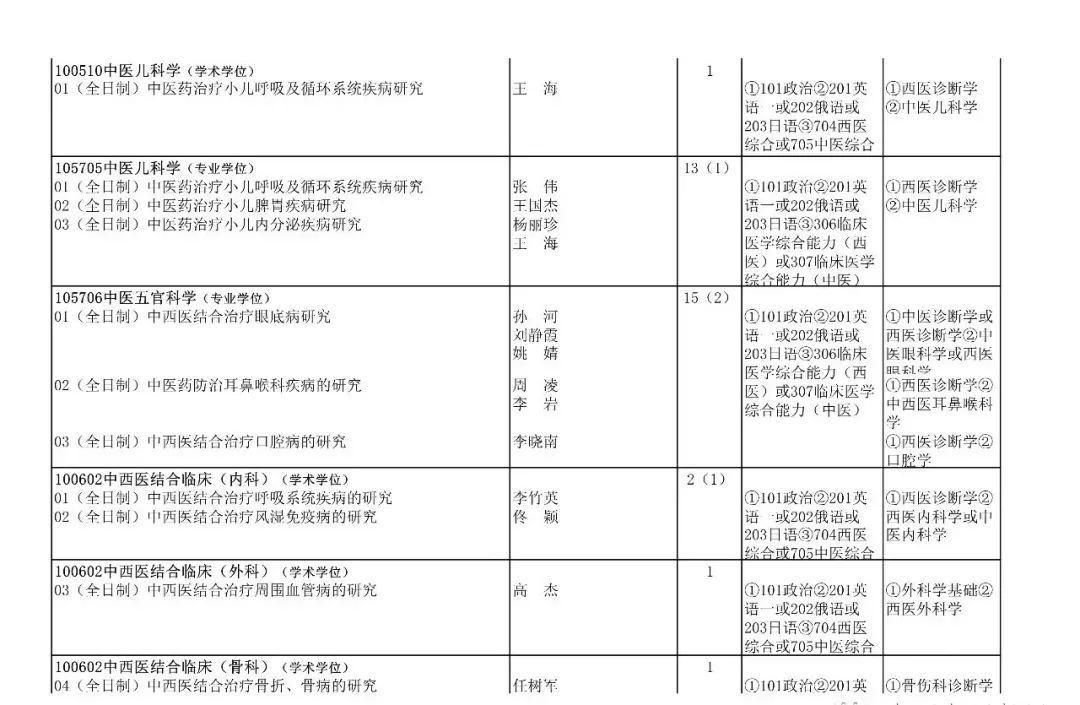 100510中医儿科学（学术学位） 1
01（全日制）中医药治疗小儿呼吸及循环系统疾病研究 王　海 ①101政治②201英 ①西医诊断学
语一或202俄语或 ②中医儿科学
203日语③704西医
综合或705中医综合
105705中医儿科学（专业学位） 13（1）
01（全日制）中医药治疗小儿呼吸及循环系统疾病研究 张　伟 ①101政治②201英 ①西医诊断学
02（全日制）中医药治疗小儿脾胃疾病研究 王国杰 语一或202俄语或 ②中医儿科学
03（全日制）中医药治疗小儿内分泌疾病研究 杨丽珍 203日语③306临床
王　海 医学综合能力（西
医）或307临床医学
综合能力（中医）
105706中医五官科学（专业学位） 15（2）
01（全日制）中西医结合治疗眼底病研究 孙　河 ①101政治②201英 ①中医诊断学或
刘静霞 语一或202俄语或 西医诊断学②中
姚　婧 203日语③306临床 医眼科学或西医
医学综合能力（西 眼科学
02（全日制）中医药防治耳鼻喉科疾病的研究 周　凌 医）或307临床医学 ①西医诊断学②
李　岩 综合能力（中医） 中西医耳鼻喉科
学
03（全日制）中西医结合治疗口腔病的研究 李晓南 ①西医诊断学②
口腔学
100602中西医结合临床（内科）（学术学位） 2（1）
01（全日制）中西医结合治疗呼吸系统疾病的研究 李竹英 ①101政治②201英 ①西医诊断学②
02（全日制）中西医结合治疗风湿免疫病的研究 佟　颖 语一或202俄语或 西医内科学或中
203日语③704西医 医内科学
综合或705中医综合
100602中西医结合临床（外科）（学术学位） 1
03（全日制）中西医结合治疗周围血管病的研究 高　杰 ①101政治②201英 ①外科学基础②
语一或202俄语或 西医外科学
203日语③704西医
综合或705中医综合
100602中西医结合临床（骨科）（学术学位） 1
04（全日制）中西医结合治疗骨折、骨病的研究 任树军 ①101政治②201英 ①骨伤科诊断学